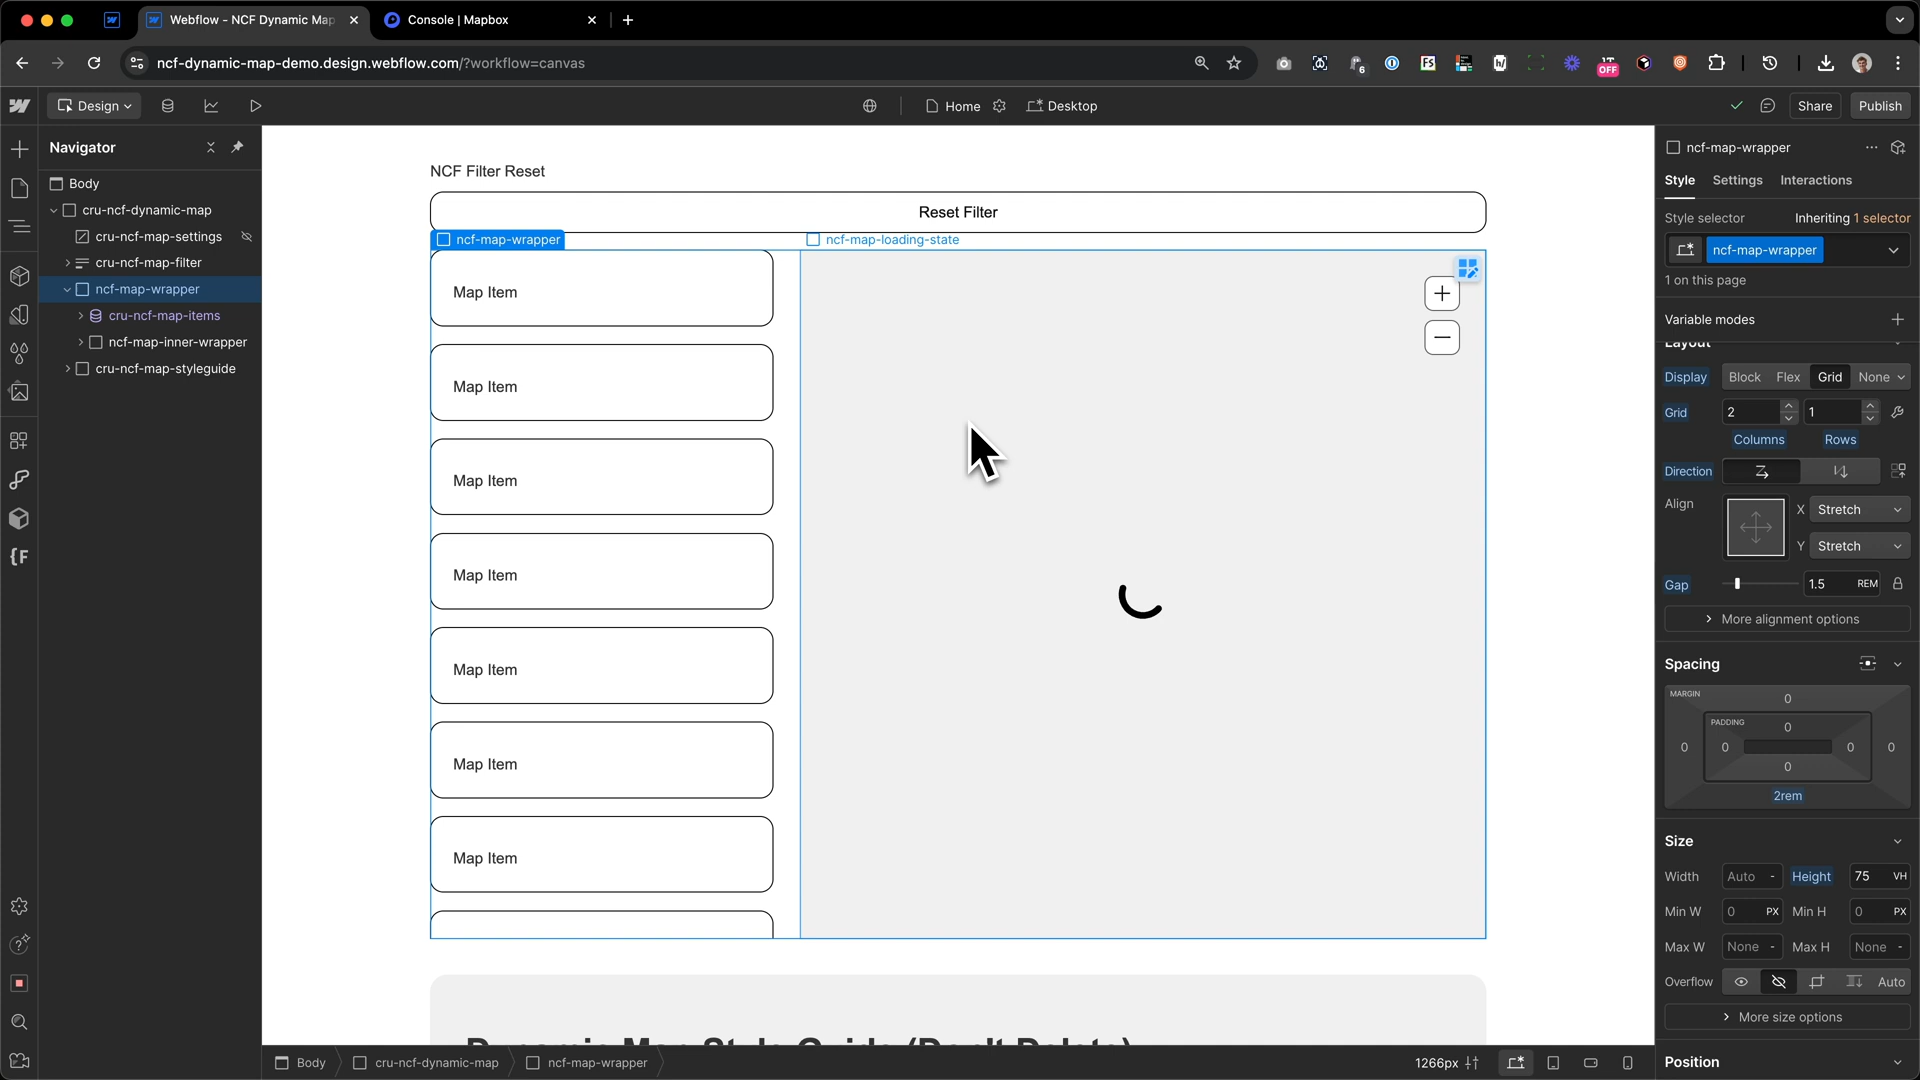 Webflow - NCF Dynamic Map
Console | Mapbox
ncf-dynamic-map-demo.design.webflow.com/?workflow=canvas
6
OFF
Design
Home
Desktop
Share
Publish
Navigator
Body
cru-ncf-dynamic-map
cru-ncf-map-settings
cru-ncf-map-filter
ncf-map-wrapper
cru-ncf-map-items
ncf-map-inner-wrapper
cru-ncf-map-styleguide
NCF Filter Reset
Reset Filter
ncf-map-wrapper
ncf-map-loading-state
Map Item
Map Item
Map Item
Map Item
Map Item
Map Item
Map Item
Dynamic Map Style Guide (Don't Delete)
ncf-map-wrapper
Style
Settings
Interactions
Style selector
Inheriting 1 selector
ncf-map-wrapper
1 on this page
Variable modes
Layout
Display
Block
Flex
Grid
None
Grid
2
1
Columns
Rows
Direction
Align
X
Stretch
Y
Stretch
Gap
1.5
REM
More alignment options
Spacing
MARGIN
0
PADDING
0
0
0
0
0
0
2rem
Size
Width
Auto
-
Height
75
VH
Min W
0
PX
Min H
0
PX
Max W
None
-
Max H
None
-
Overflow
Auto
More size options
Position
Body
cru-ncf-dynamic-map
ncf-map-wrapper
1266px